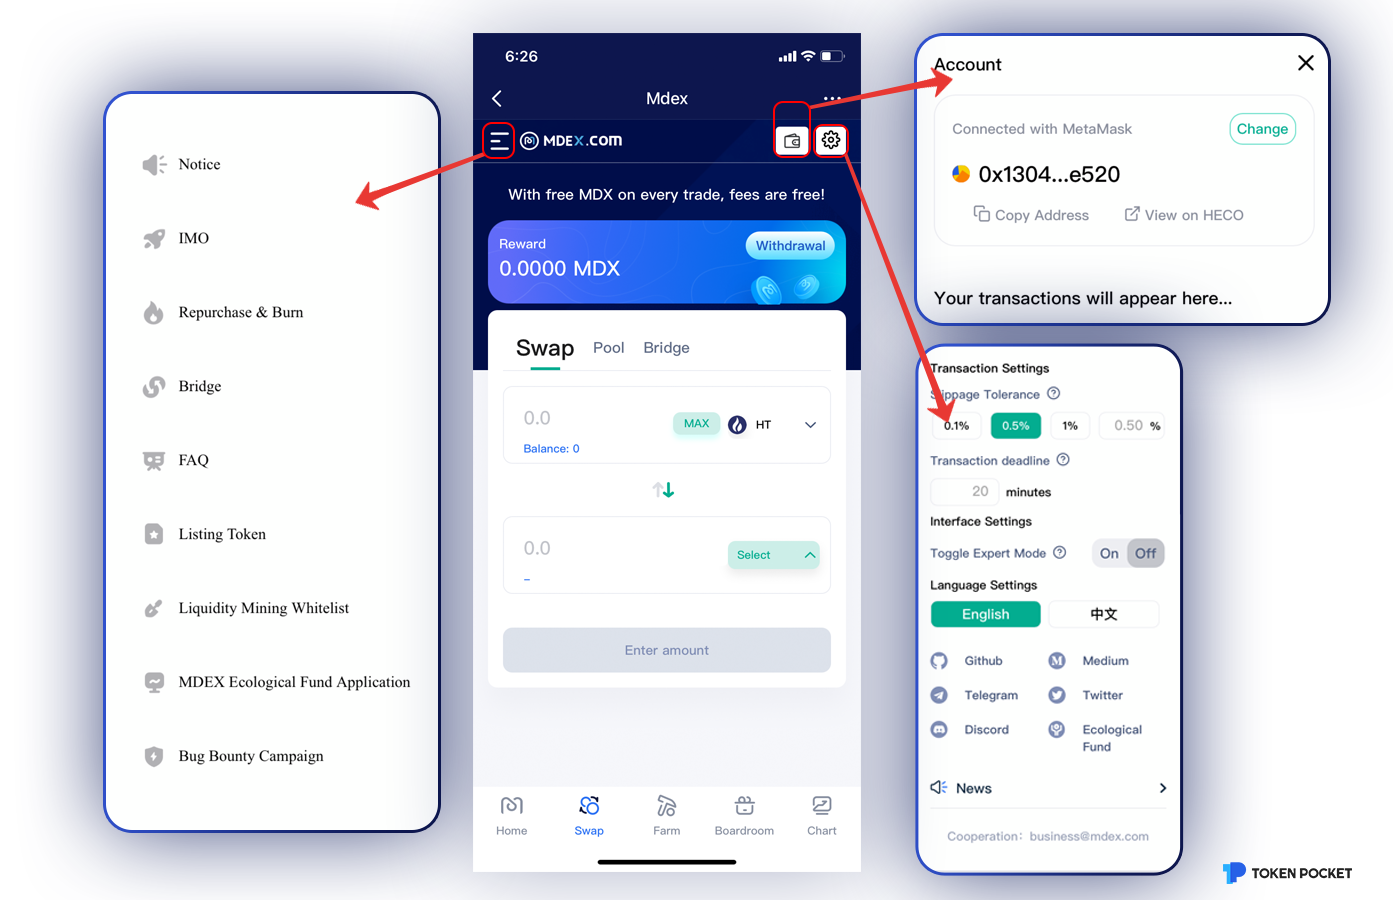 Notice
IMO
Repurchase & Burn
Bridge
FAQ
Listing Token
Liquidity Mining Whitelist
MDEX Ecological Fund Application
Bug Bounty Campaign
6:26
Mdex
MDEX.COM
With free MDX on every trade, fees are free!
Reward
Withdrawal
0.0000 MDX
Swap Pool Bridge
0.0 MAX HT
Balance: 0
0.0 Select
–
Enter amount
Home Swap Farm Boardroom Chart
Account
Connected with MetaMask Change
0x1304...e520
Copy Address View on HECO
Your transactions will appear here...
Transaction Settings
Slippage Tolerance
0.1% 0.5% 1% 0.50 %
Transaction deadline
20 minutes
Interface Settings
Toggle Expert Mode On Off
Language Settings
English 中文
Github Medium
Telegram Twitter
Discord Ecological
Fund
News
Cooperation: business@mdex.com
TOKEN POCKET